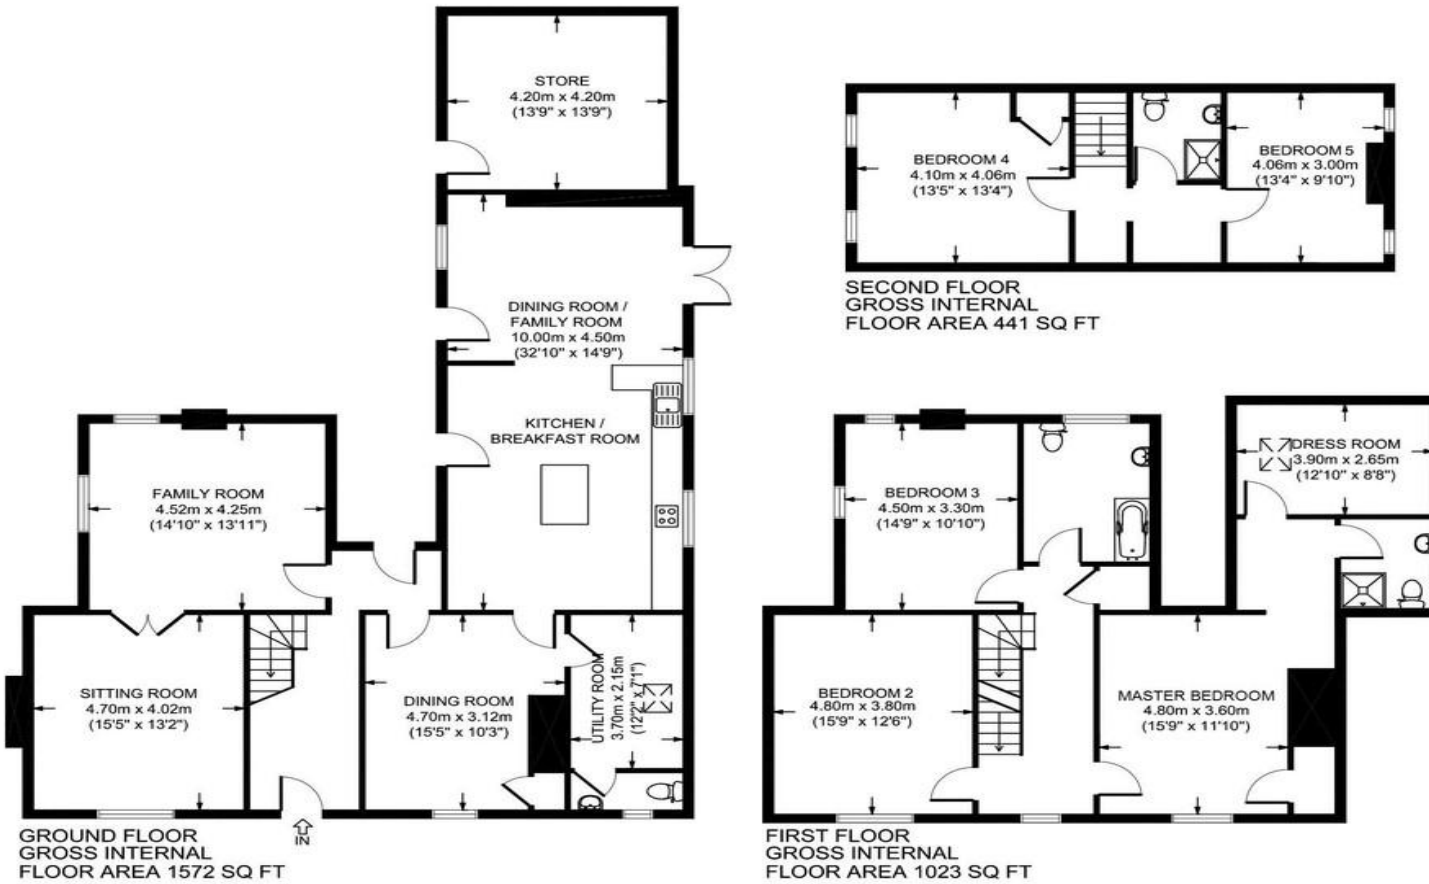 STORE
4.20m x 4.20m
(13'9" x 13'9")
DINING ROOM /
FAMILY ROOM
10.00m x 4.50m
(32'10" x 14'9")
KITCHEN /
BREAKFAST ROOM
FAMILY ROOM
4.52m x 4.25m
(14'10" x 13'11")
SITTING ROOM
4.70m x 4.02m
(15'5" x 13'2")
DINING ROOM
4.70m x 3.12m
(15'5" x 10'3")
UTILITY ROOM
3.70m x 2.15m
(12'2" x 7'1")
IN
GROUND FLOOR
GROSS INTERNAL
FLOOR AREA 1572 SQ FT
BEDROOM 4
4.10m x 4.06m
(13'5" x 13'4")
BEDROOM 5
4.06m x 3.00m
(13'4" x 9'10")
SECOND FLOOR
GROSS INTERNAL
FLOOR AREA 441 SQ FT
DRESS ROOM
3.90m x 2.65m
(12'10" x 8'8")
BEDROOM 3
4.50m x 3.30m
(14'9" x 10'10")
BEDROOM 2
4.80m x 3.80m
(15'9" x 12'6")
MASTER BEDROOM
4.80m x 3.60m
(15'9" x 11'10")
FIRST FLOOR
GROSS INTERNAL
FLOOR AREA 1023 SQ FT